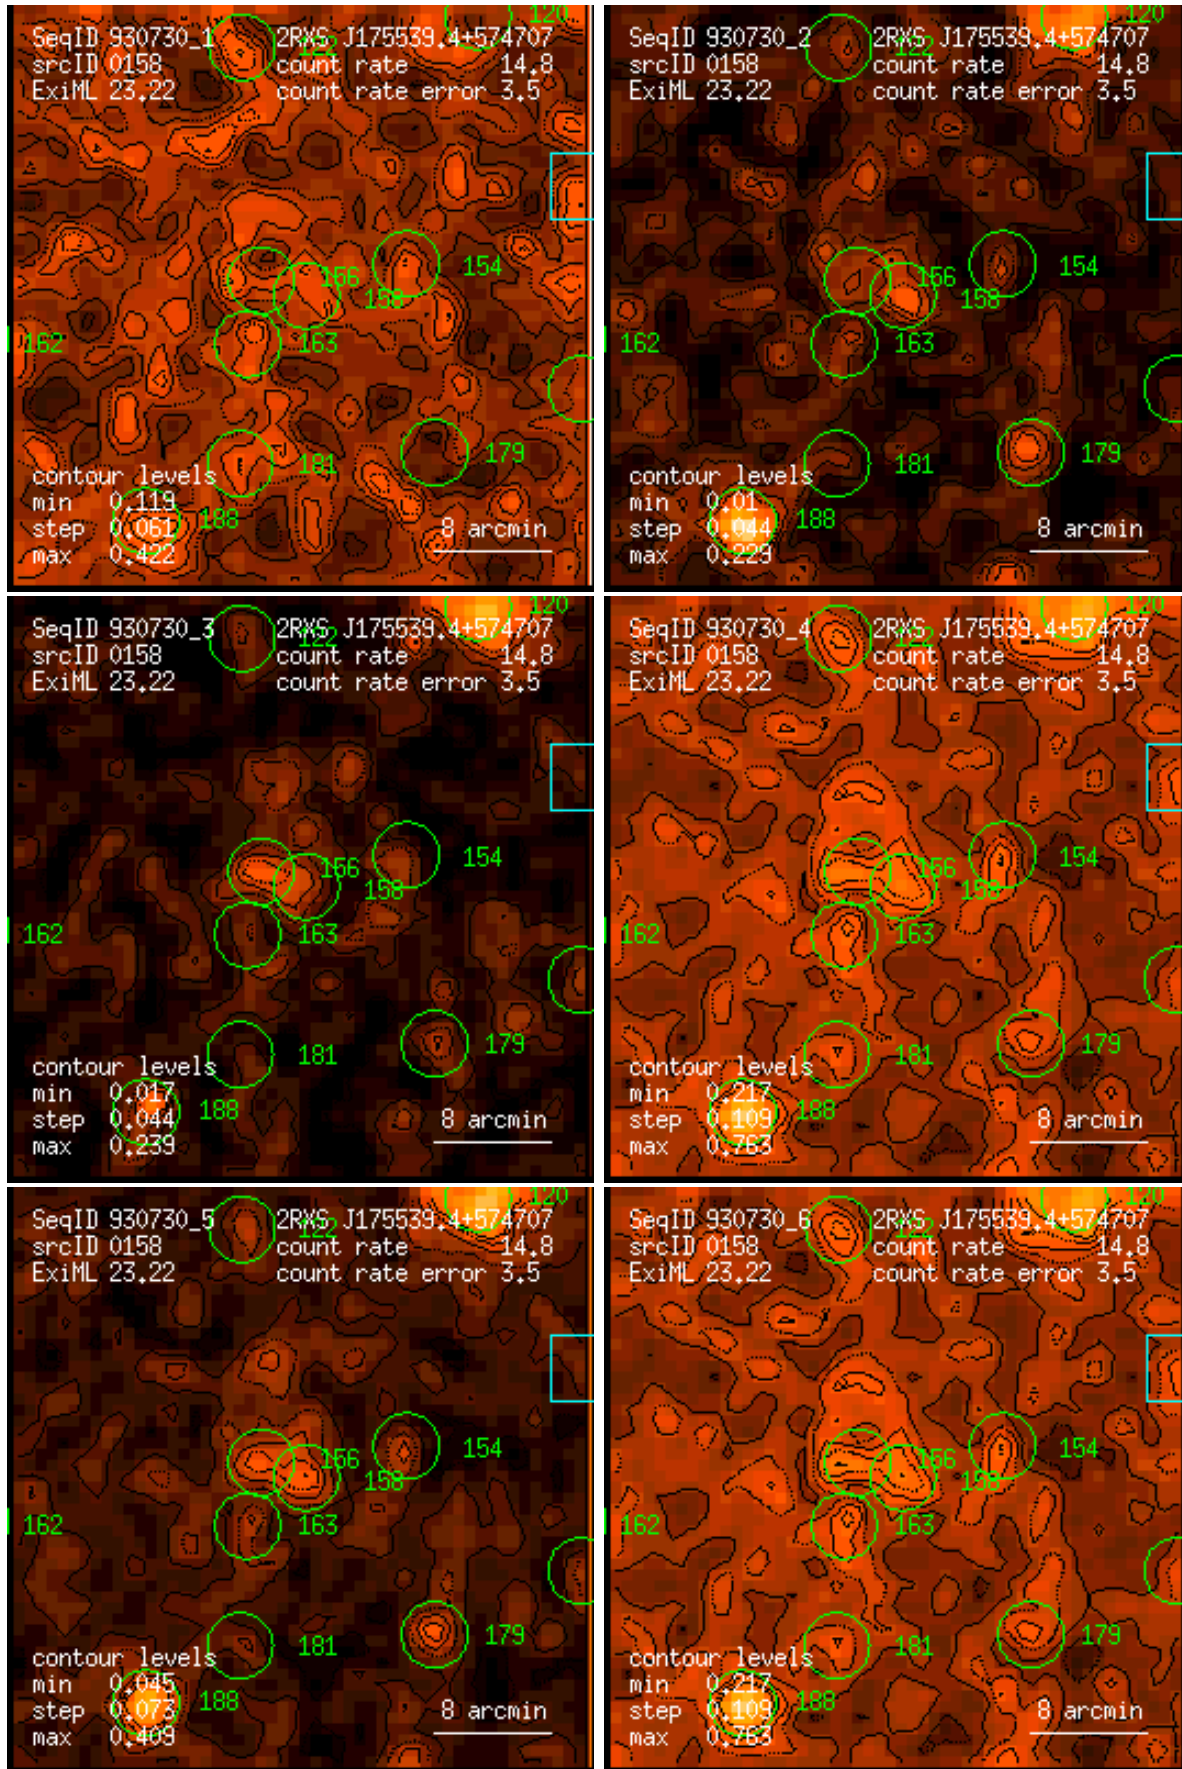 120
SeqID 930730_1 122 2RXS J175539.4+574707
srcID 0158 count rate 14.8
ExiML 23.22 count rate error 3.5
154
156
158
162 163
179
181
contour levels
min 0.119
188
step 0.061 8 arcmin
max 0.422
120
SeqID 930730_2 122 2RXS J175539.4+574707
srcID 0158 count rate 14.8
ExiML 23.22 count rate error 3.5
154
156
158
162 163
179
181
contour levels
min 0.01
188
step 0.044 8 arcmin
max 0.229
120
SeqID 930730_3 122 2RXS J175539.4+574707
srcID 0158 count rate 14.8
ExiML 23.22 count rate error 3.5
154
156
158
162 163
179
181
contour levels
min 0.017
188
step 0.044 8 arcmin
max 0.239
120
SeqID 930730_4 122 2RXS J175539.4+574707
srcID 0158 count rate 14.8
ExiML 23.22 count rate error 3.5
154
156
158
162 163
179
181
contour levels
min 0.217
188
step 0.109 8 arcmin
max 0.763
120
SeqID 930730_5 122 2RXS J175539.4+574707
srcID 0158 count rate 14.8
ExiML 23.22 count rate error 3.5
154
156
158
162 163
179
181
contour levels
min 0.045
188
step 0.073 8 arcmin
max 0.409
120
SeqID 930730_6 122 2RXS J175539.4+574707
srcID 0158 count rate 14.8
ExiML 23.22 count rate error 3.5
154
156
158
162 163
179
181
contour levels
min 0.217
188
step 0.109 8 arcmin
max 0.763